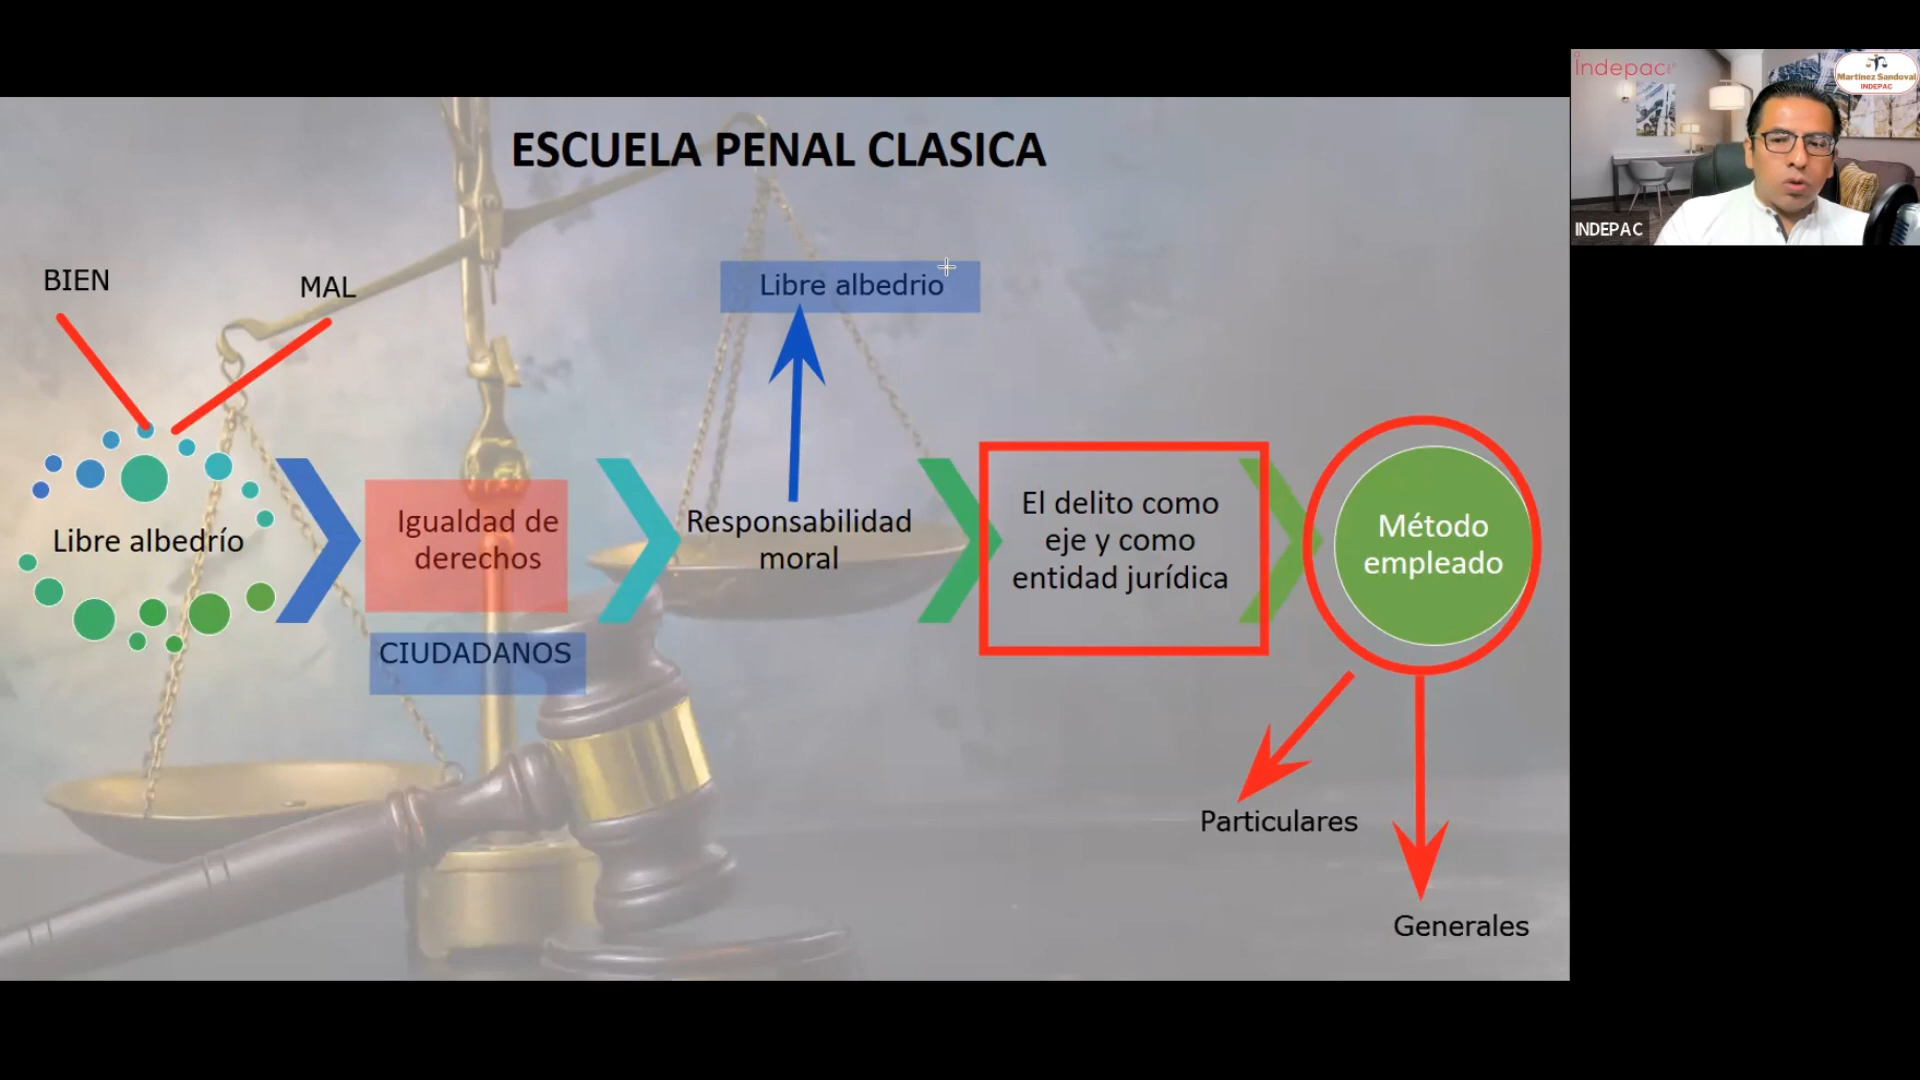 ESCUELA PENAL CLASICA
BIEN
MAL
Libre albedrio
Libre albedrío
Igualdad de
derechos
CIUDADANOS
Responsabilidad
moral
El delito como
eje y como
entidad jurídica
Método
empleado
Particulares
Generales
Indepac
Martínez Sandoval
INDEPAC
INDEPAC